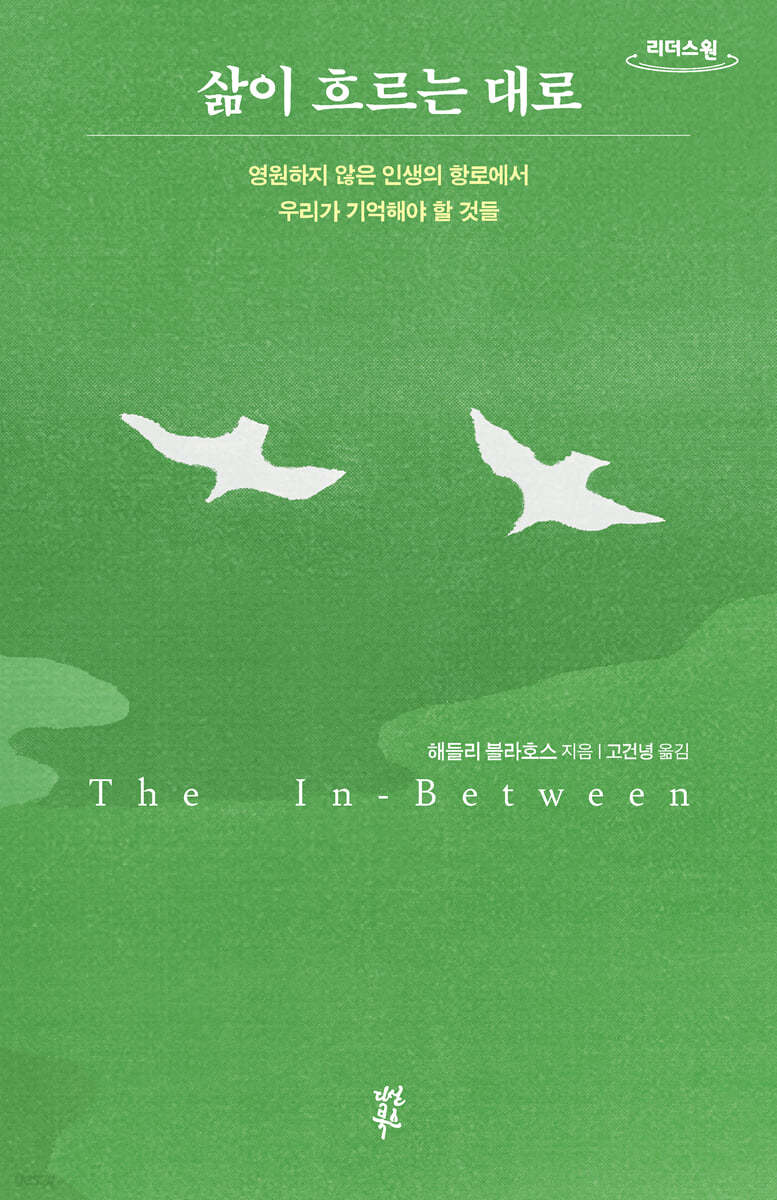 리더스원
삶이 흐르는 대로
영원하지 않은 인생의 항로에서
우리가 기억해야 할 것들
해들리 블라호스 지음 | 고건녕 옮김
The In-Between
다산
북스